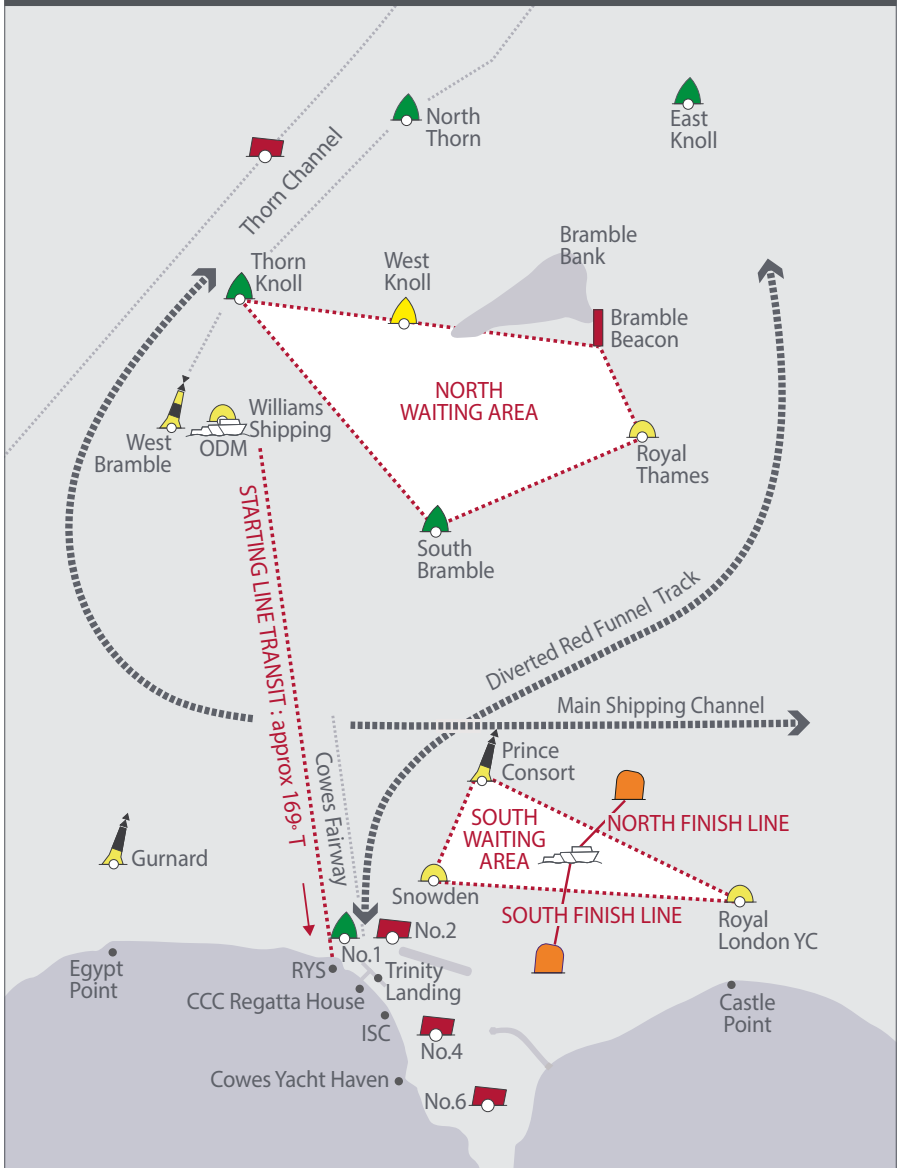 North
Thorn
East
Knoll
Thorn Channel
Bramble
Bank
Thorn
Knoll
West
Knoll
Bramble
Beacon
NORTH
WAITING AREA
Williams
Shipping
ODM
West
Bramble
Royal
Thames
South
Bramble
STARTING LINE TRANSIT : approx 169° T
Diverted Red Funnel Track
Main Shipping Channel
Cowes Fairway
Prince
Consort
SOUTH
WAITING
AREA
NORTH FINISH LINE
Gurnard
Snowden
SOUTH FINISH LINE
Royal
London YC
No.1
No.2
Egypt
Point
RYS
Trinity
Landing
CCC Regatta House
ISC
No.4
Castle
Point
Cowes Yacht Haven
No.6